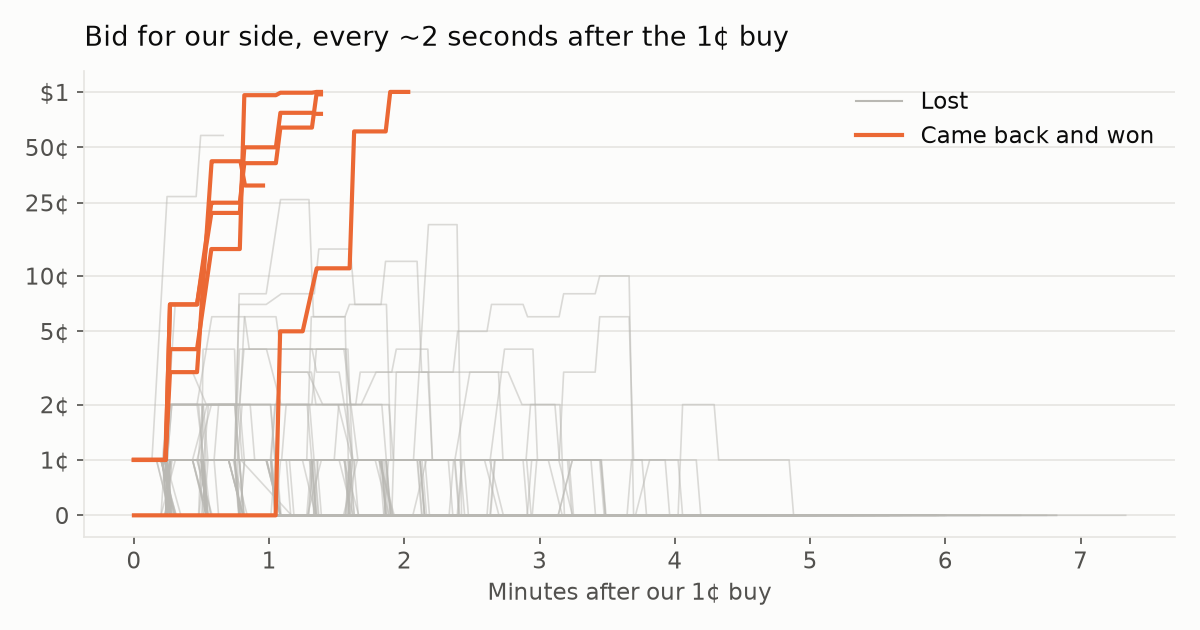 Bid for our side, every ~2 seconds after the 1¢ buy
$1
50¢
25¢
10¢
5¢
2¢
1¢
0
Lost
Came back and won
0 1 2 3 4 5 6 7
Minutes after our 1¢ buy